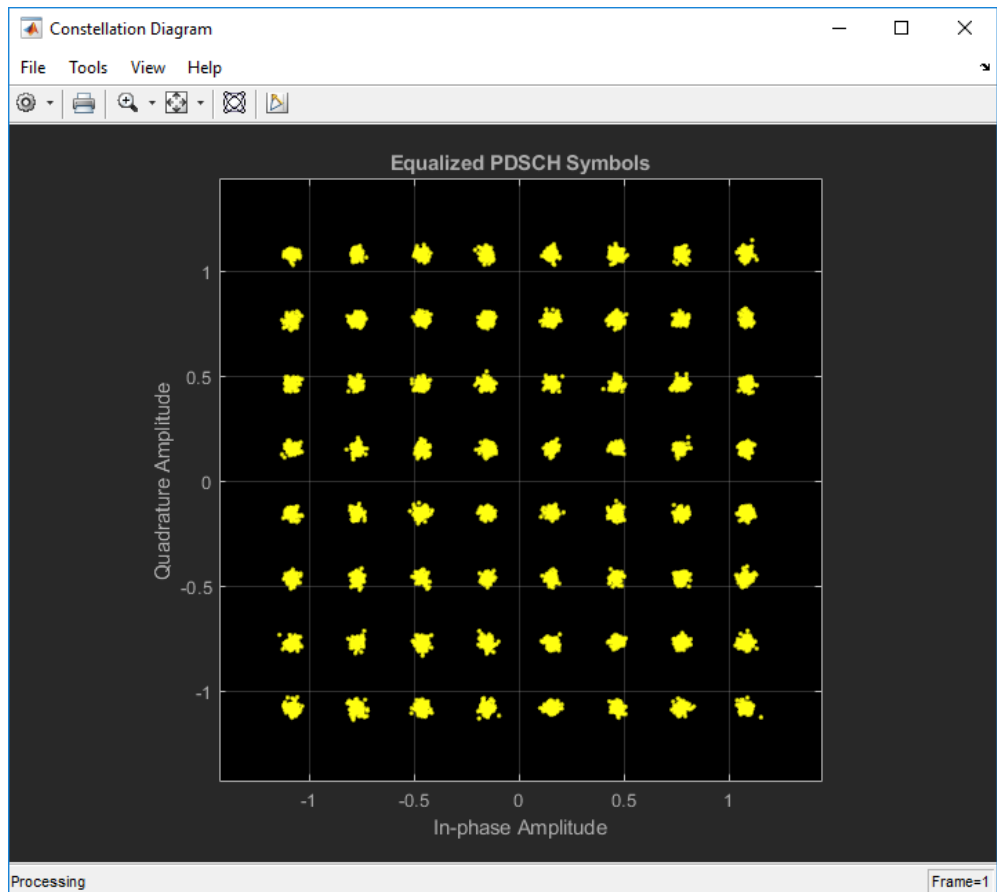 Constellation Diagram
File Tools View Help
Equalized PDSCH Symbols
Quadrature Amplitude
1
0.5
0
-0.5
-1
-1 -0.5 0 0.5 1
In-phase Amplitude
Processing Frame=1